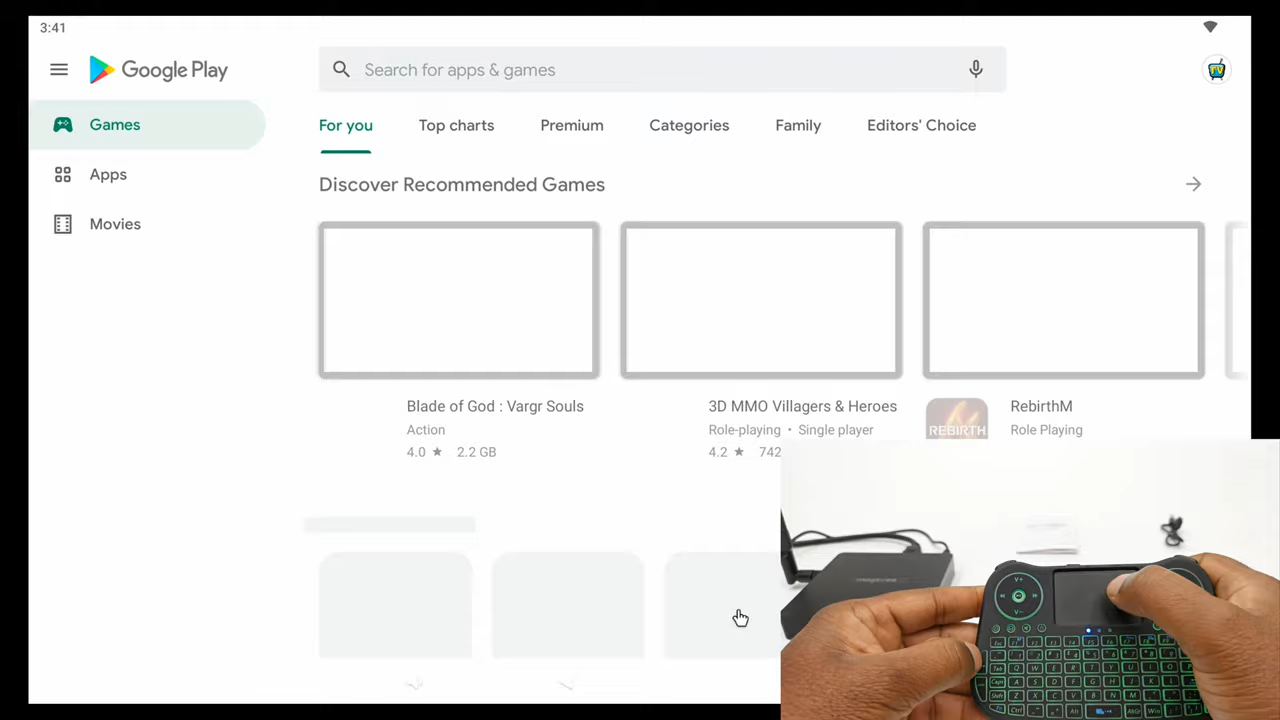 3:41
Google Play
Search for apps & games
Games
Apps
Movies
For you
Top charts
Premium
Categories
Family
Editors' Choice
Discover Recommended Games
Blade of God : Vargr Souls
Action
4.0 ★ 2.2 GB
3D MMO Villagers & Heroes
Role-playing • Single player
4.2 ★ 742
REBIRTH
RebirthM
Role Playing